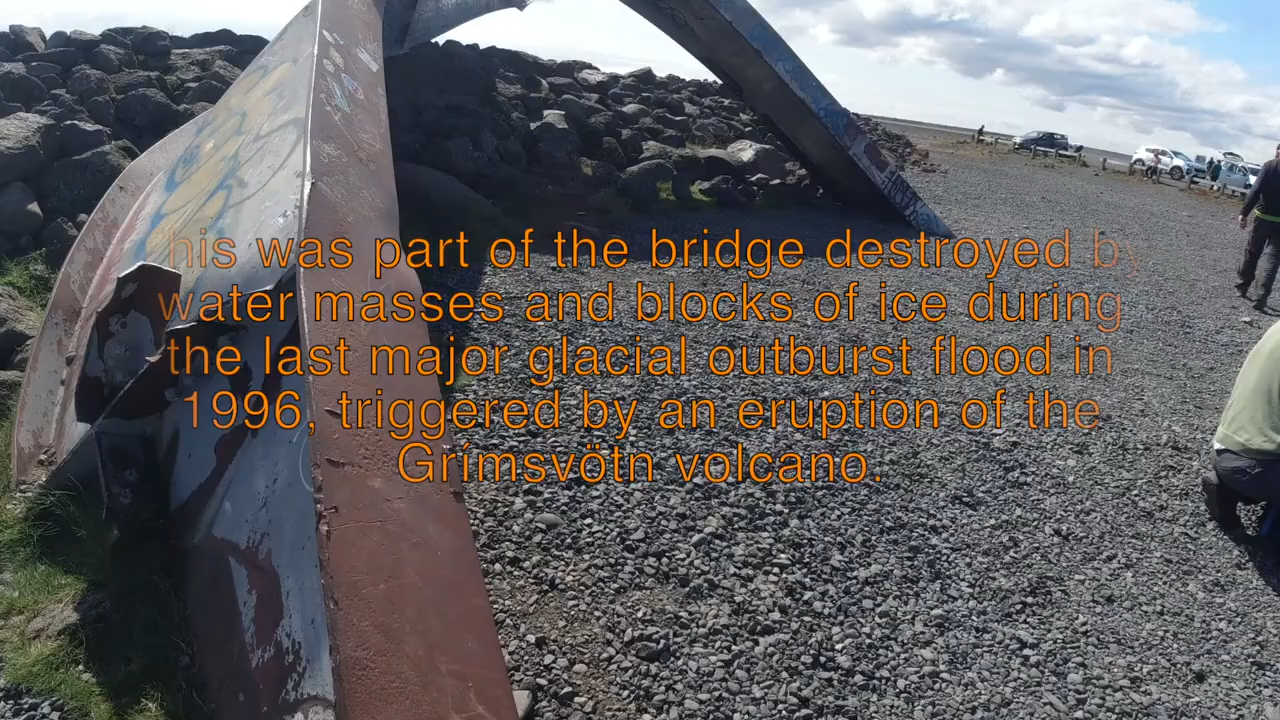 his was part of the bridge destroyed by
water masses and blocks of ice during
the last major glacial outburst flood in
1996, triggered by an eruption of the
Grímsvötn volcano.